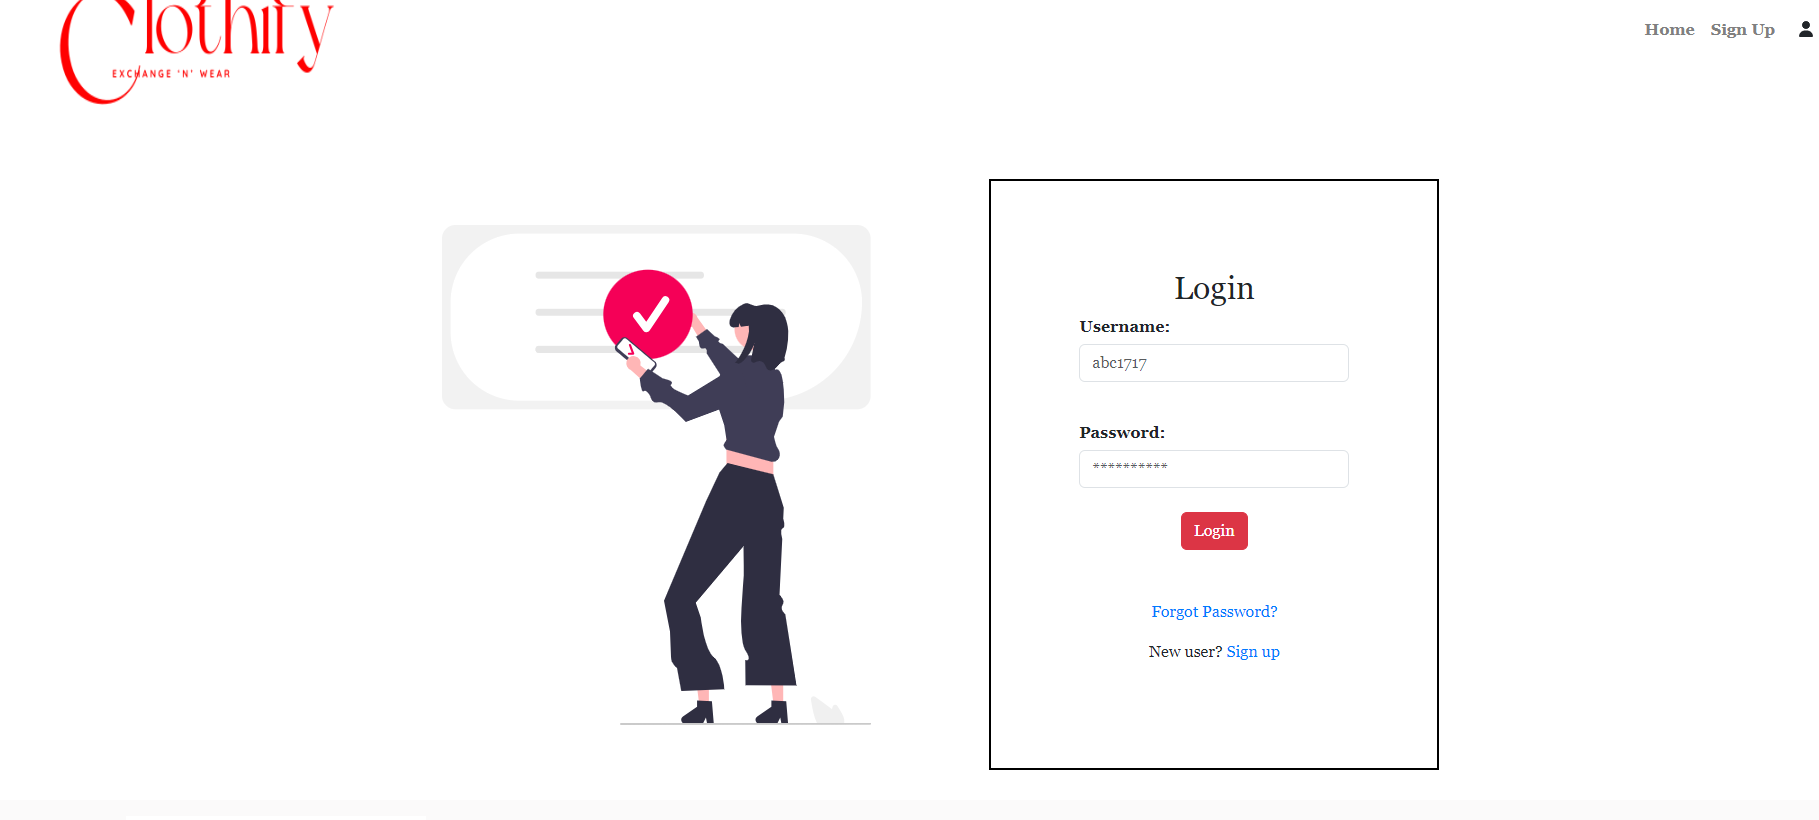 Clothify
EXCHANGE 'N' WEAR
Home Sign Up
Login
Username:
abc1717
Password:
**********
Login
Forgot Password?
New user? Sign up